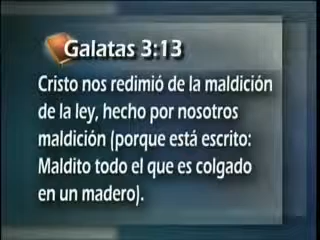 Galatas 3:13
Cristo nos redimió de la maldición
de la ley, hecho por nosotros
maldición (porque está escrito:
Maldito todo el que es colgado
en un madero).